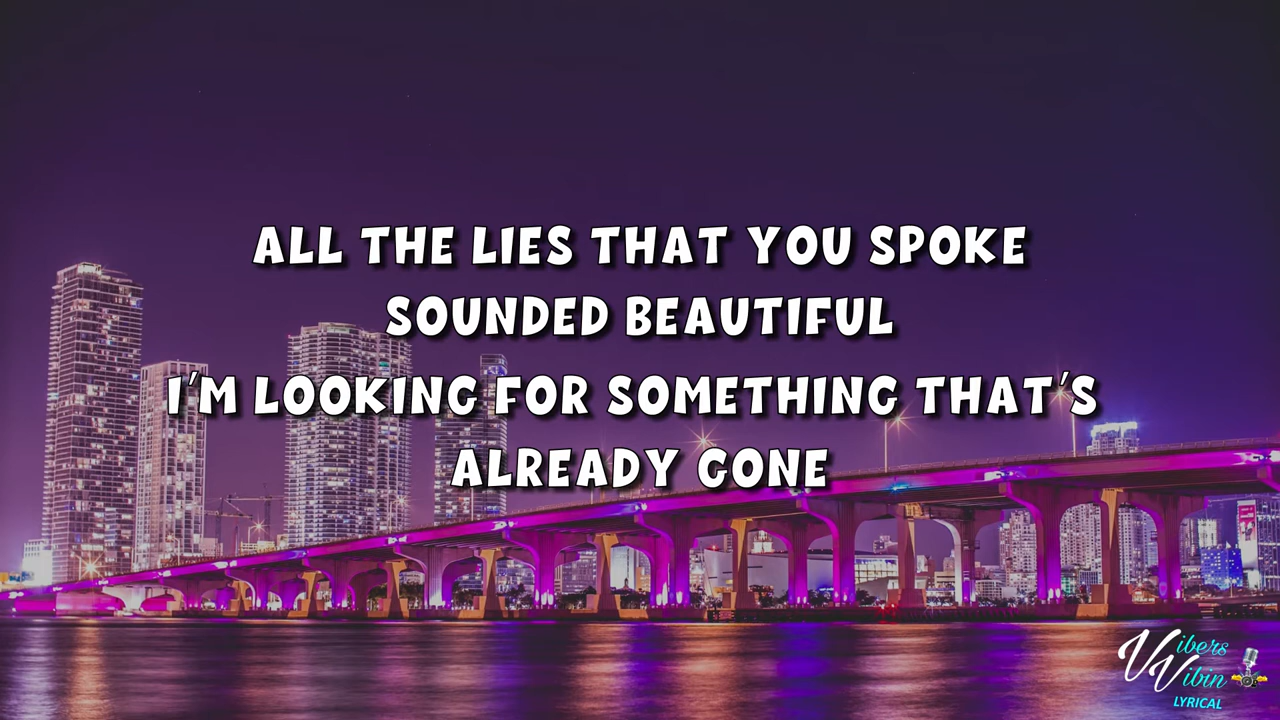 ALL THE LIES THAT YOU SPOKE
SOUNDED BEAUTIFUL
I'M LOOKING FOR SOMETHING THAT'S
ALREADY GONE
Vibers
Vibin
LYRICAL